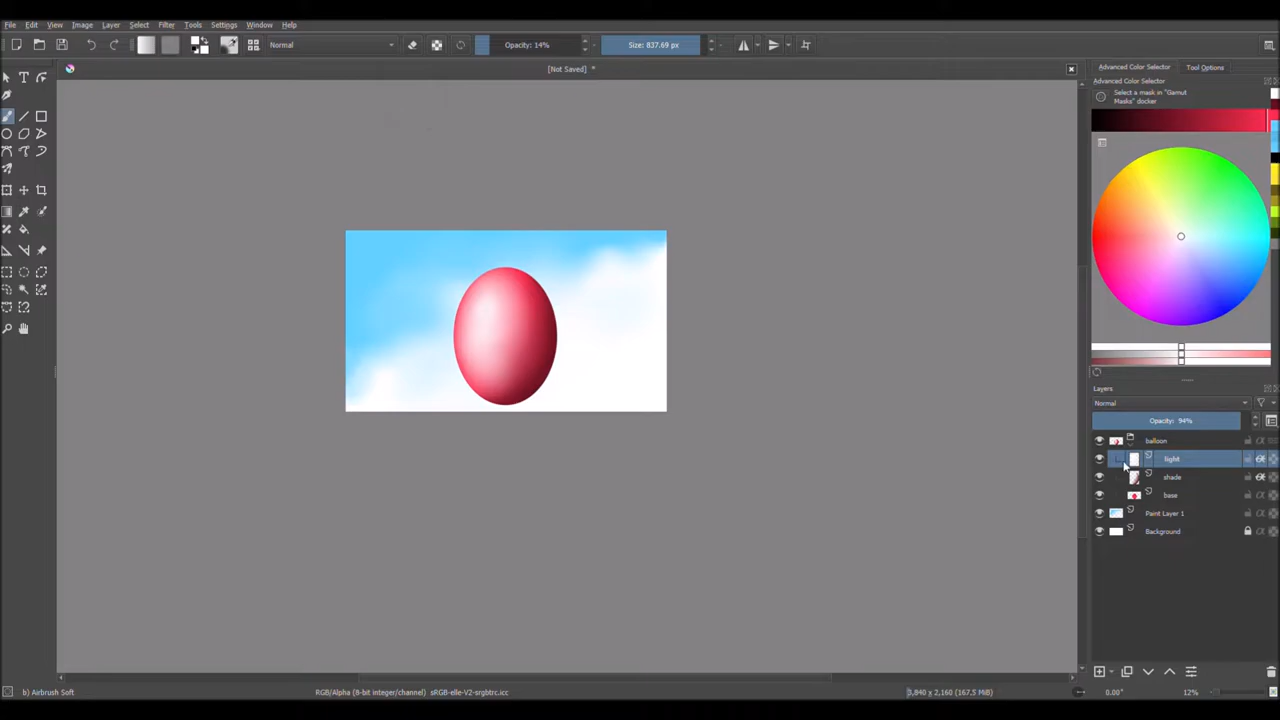 File Edit View Image Layer Select Filter Tools Settings Window Help
Normal Opacity: 14% Size: 837.69 px
[Not Saved] *
Advanced Color Selector Tool Options
Advanced Color Selector
Select a mask in "Gamut
Masks" docker
Layers
Normal
Opacity: 94%
balloon
light
shade
base
Paint Layer 1
Background
b) Airbrush Soft RGB/Alpha (8-bit integer/channel) sRGB-elle-V2-srgbtrc.icc 3,840 x 2,160 (167.5 MiB) 0.00° 12%